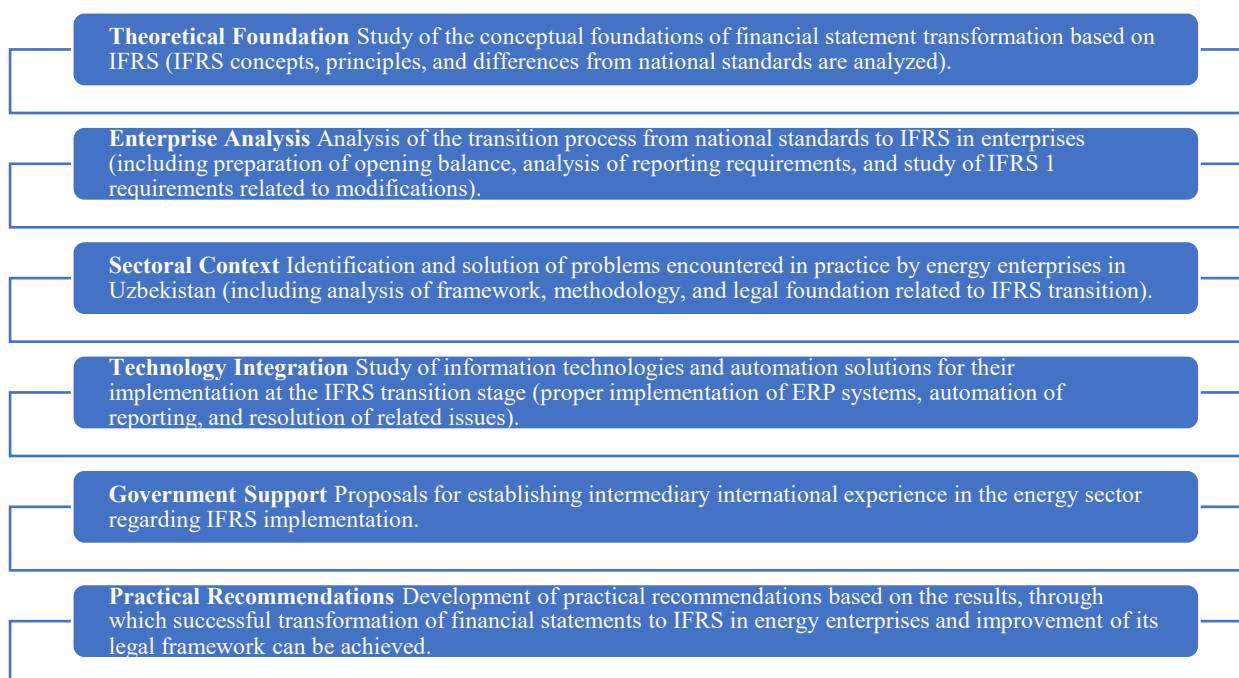 Theoretical Foundation Study of the conceptual foundations of financial statement transformation based on
IFRS (IFRS concepts, principles, and differences from national standards are analyzed).
Enterprise Analysis Analysis of the transition process from national standards to IFRS in enterprises
(including preparation of opening balance, analysis of reporting requirements, and study of IFRS 1
requirements related to modifications).
Sectoral Context Identification and solution of problems encountered in practice by energy enterprises in
Uzbekistan (including analysis of framework, methodology, and legal foundation related to IFRS transition).
Technology Integration Study of information technologies and automation solutions for their
implementation at the IFRS transition stage (proper implementation of ERP systems, automation of
reporting, and resolution of related issues).
Government Support Proposals for establishing intermediary international experience in the energy sector
regarding IFRS implementation.
Practical Recommendations Development of practical recommendations based on the results, through
which successful transformation of financial statements to IFRS in energy enterprises and improvement of its
legal framework can be achieved.